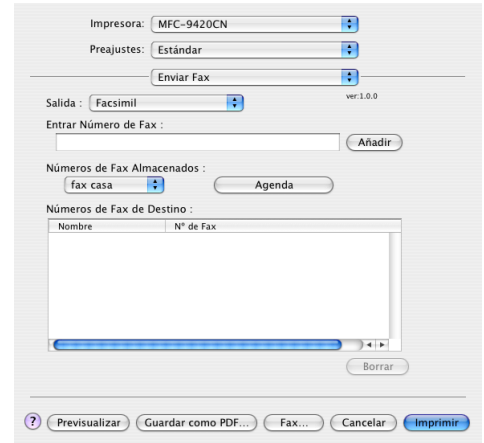 Impresora: MFC-9420CN
Preajustes: Estándar
Enviar Fax
Salida : Facsimil
ver:1.0.0
Entrar Número de Fax :
Añadir
Números de Fax Almacenados :
fax casa Agenda
Números de Fax de Destino :
Nombre Nº de Fax
Borrar
? Previsualizar Guardar como PDF... Fax... Cancelar Imprimir